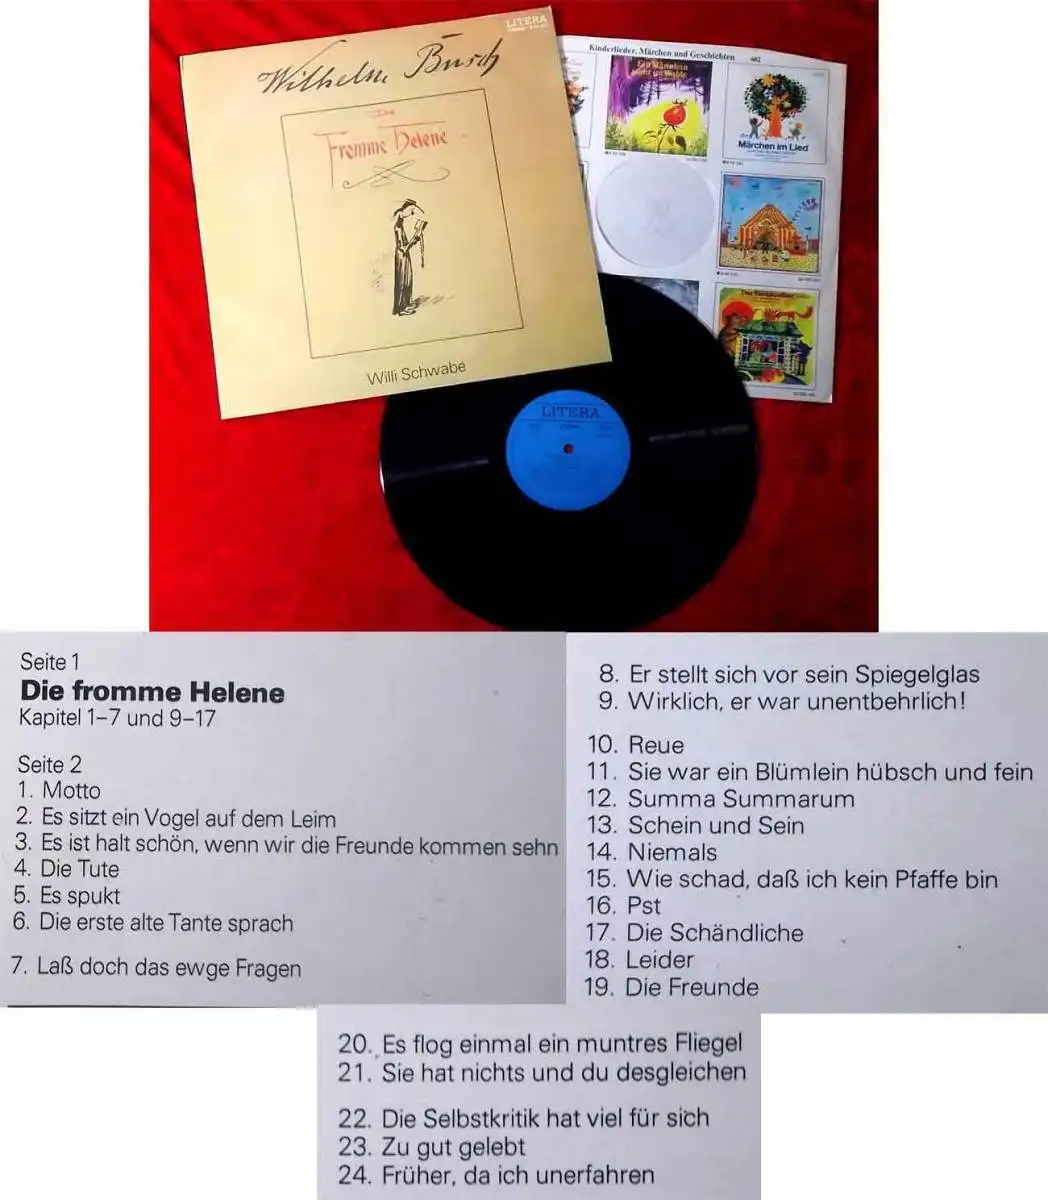 LITERA
Wilhelm Busch
Die
Fromme Helene
Willi Schwabe
Kinderlieder, Märchen und Geschichten 602
Ein Männlein
steht im Walde
Märchen im Lied
LITERA
Seite 1
Die fromme Helene
Kapitel 1–7 und 9–17
Seite 2
1. Motto
2. Es sitzt ein Vogel auf dem Leim
3. Es ist halt schön, wenn wir die Freunde kommen sehn
4. Die Tute
5. Es spukt
6. Die erste alte Tante sprach
7. Laß doch das ewge Fragen
8. Er stellt sich vor sein Spiegelglas
9. Wirklich, er war unentbehrlich!
10. Reue
11. Sie war ein Blümlein hübsch und fein
12. Summa Summarum
13. Schein und Sein
14. Niemals
15. Wie schad, daß ich kein Pfaffe bin
16. Pst
17. Die Schändliche
18. Leider
19. Die Freunde
20. Es flog einmal ein muntres Fliegel
21. Sie hat nichts und du desgleichen
22. Die Selbstkritik hat viel für sich
23. Zu gut gelebt
24. Früher, da ich unerfahren